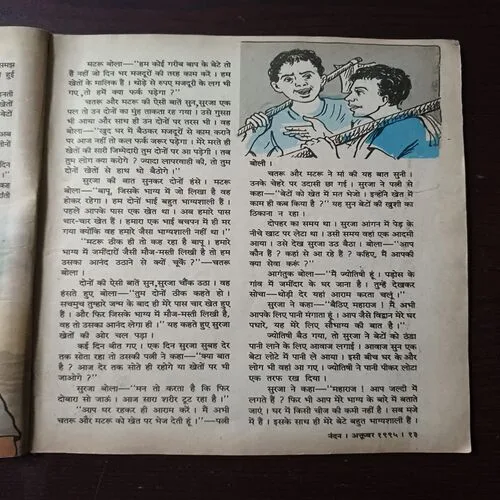 मटरू बोला—"हम कोई गरीब बाप के बेटे तो
हैं नहीं जो दिन भर मजदूरों की तरह काम करें । हम
खेतों के मालिक हैं । थोड़े से रुपए मजदूरों के लग भी
गए ,तो हमें क्या फर्क पड़ेगा ?"
चतरू और मटरू की ऐसी बातें सुन,सुरजा एक
पल तो उन दोनों का मुंह ताकता रह गया । उसे गुस्सा
भी आया और साथ ही उन दोनों पर तरस भी । वह
बोला—"खुद घर में बैठकर मजदूरों से काम कराने
पर आज नहीं तो कल फर्क जरूर पड़ेगा । मेरे मरते ही
खेतों की सारी जिम्मेदारी तुम दोनों पर आ पड़ेगी । तब
तुम लोग क्या करोगे ? ज्यादा लापरवाही की, तो तुम
दोनों खेतों से हाथ धो बैठोगे ।"
सुरजा की बात सुनकर दोनों हंसे । मटरू
बोला—"बापू, जिसके भाग्य में जो लिखा है वह
होकर रहेगा । हम दोनों भाई बहुत भाग्यशाली हैं ।
पहले आपके पास एक खेत था । अब हमारे पास
चार-चार खेत हैं । हमारा एक भाई बचपन में ही मर
गया क्योंकि वह हमारे जैसा भाग्यशाली नहीं था ।"
"मटरू ठीक ही तो कह रहा है बापू । हमारे
भाग्य में जमींदारों जैसी मौज-मस्ती लिखी है तो हम
उसका आनंद उठाने से क्यों चूकें ?"—चतरू
बोला ।
दोनों की ऐसी बातें सुन,सुरजा चौंक उठा । वह
हंसते हुए बोला—"तुम दोनों ठीक कहते हो ।
सचमुच तुम्हारे जन्म के बाद ही मेरे पास चार खेत हुए
हैं । और फिर जिसके भाग्य में मौज-मस्ती लिखी है,
वह तो उसका आनंद लेगा ही ।" यह कहते हुए सुरजा
खेतों की ओर चल पड़ा ।
कई दिन बीत गए । एक दिन सुरजा सुबह देर
तक सोता रहा तो उसकी पत्नी ने कहा—"क्या बात
है ? आज देर तक सोते ही रहोगे या खेतों पर भी
जाओगे ?"
सुरजा बोला—"मन तो करता है कि फिर
दोबारा सो जाऊं । आज सारा शरीर टूट रहा है ।"
"आप घर रहकर ही आराम करें । मैं अभी
चतरू और मटरू को खेत पर भेज देती हूं ।"—पत्नी
बोली ।
चतरू और मटरू ने मां की यह बात सुनी ।
उनके चेहरे पर उदासी छा गई । सुरजा ने पत्नी से
कहा—"बेटों को खेत में मत भेजो । इन्होंने खेत में
काम ही कब किया है ?" यह सुन बेटों की खुशी का
ठिकाना न रहा ।
दोपहर का समय था । सुरजा आंगन में पेड़ के
नीचे खाट पर लेटा था । उसी समय वहां एक आदमी
आया । उसे देख सुरजा उठ बैठा । बोला—"आप
कौन हैं ? कहां से आ रहे हैं ? कहिए, मैं आपकी
क्या सेवा करूं ?"
आगंतुक बोला—"मैं ज्योतिषी हूं । पड़ोस के
गांव में जमींदार के घर जाना है । तुम्हें देखकर
सोचा—थोड़ी देर यहां आराम करता चलूं ।"
सुरजा ने कहा—"बैठिए महाराज ! मैं अभी
आपके लिए पानी मंगाता हूं । आप जैसे विद्वान मेरे घर
पधारे, यह मेरे लिए सौभाग्य की बात है ।"
ज्योतिषी बैठ गया, तो सुरजा ने बेटों को ठंडा
पानी लाने के लिए आवाज लगाई । आवाज सुन एक
बेटा लोटे में पानी ले आया । इसी बीच घर के और
लोग भी वहां आ गए । ज्योतिषी ने पानी पीकर लोटा
एक तरफ रख दिया ।
सुरजा ने कहा—"महाराज ! आप जल्दी में
लगते हैं ? फिर भी आप मेरे भाग्य के बारे में बताते
जाएं । घर में किसी चीज की कमी नहीं है । सब मजे
में हैं । इसके साथ ही मेरे बेटे बहुत भाग्यशाली हैं ।
नंदन । अक्तूबर १९९५ । १३